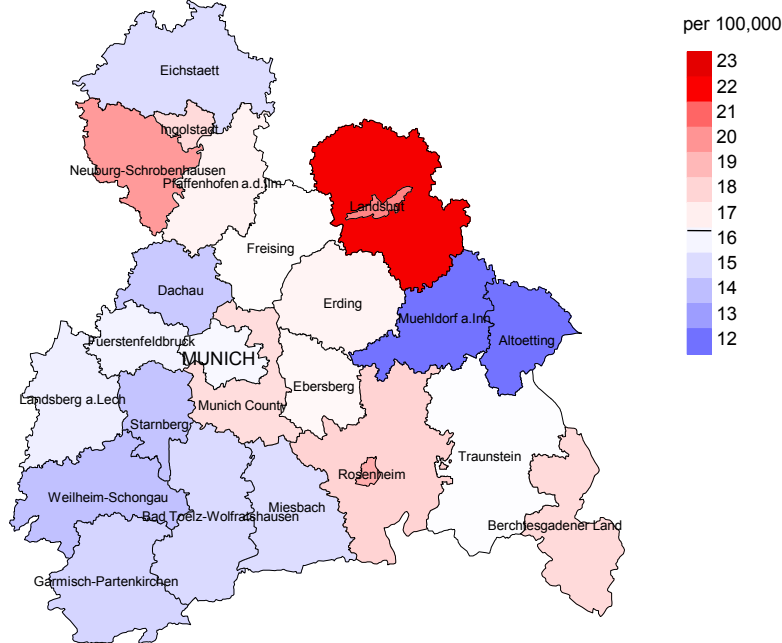 per 100,000
23
22
21
20
19
18
17
16
15
14
13
12
Eichstaett
Ingolstadt
Neuburg-Schrobenhausen
Pfaffenhofen a.d.Ilm
Landshut
Freising
Dachau
Erding
Muehldorf a.Inn
Altoetting
Fuerstenfeldbruck
MUNICH
Ebersberg
Landsberg a.Lech
Munich County
Starnberg
Traunstein
Rosenheim
Weilheim-Schongau
Miesbach
Bad Toelz-Wolfratshausen
Berchtesgadener Land
Garmisch-Partenkirchen